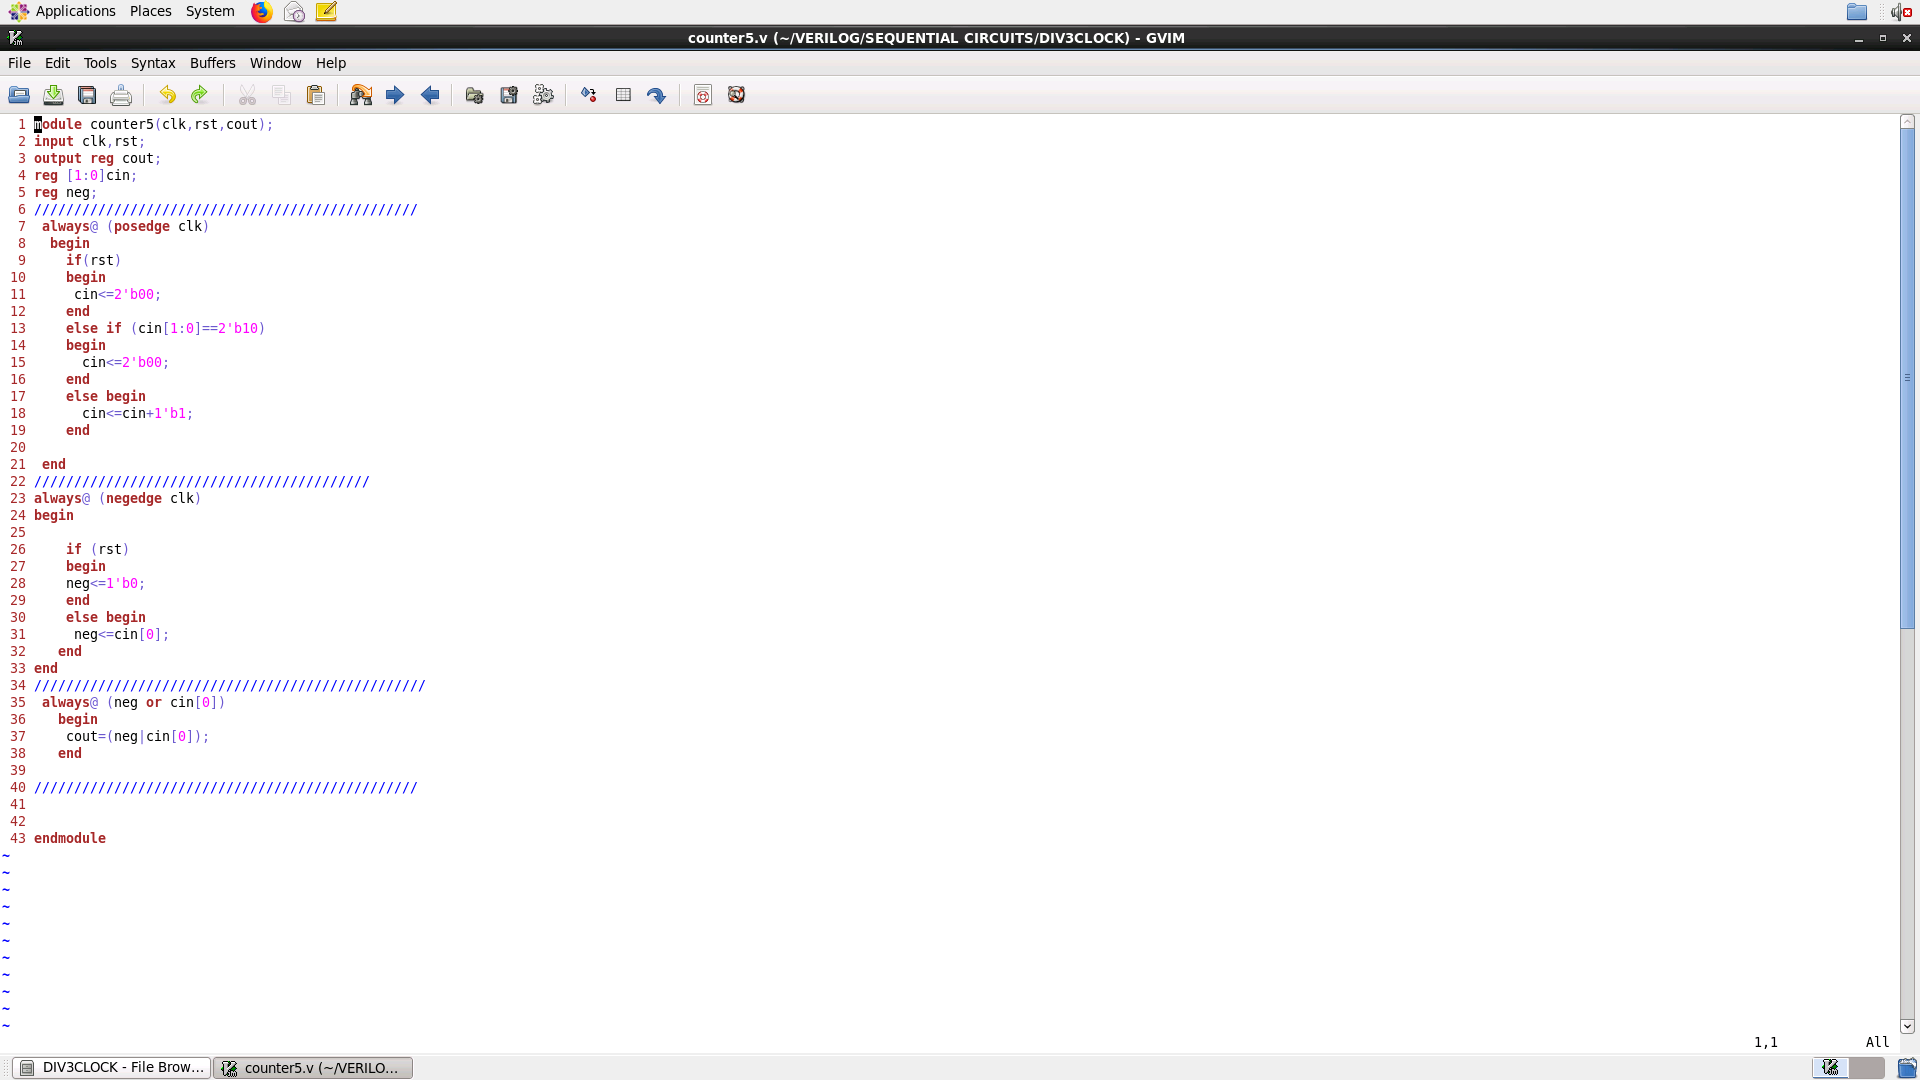 Applications Places System
counter5.v (~/VERILOG/SEQUENTIAL CIRCUITS/DIV3CLOCK) - GVIM
File Edit Tools Syntax Buffers Window Help
1 module counter5(clk,rst,cout);
2 input clk,rst;
3 output reg cout;
4 reg [1:0]cin;
5 reg neg;
6 ////////////////////////////////////////////////
7  always@ (posedge clk)
8   begin
9     if(rst)
10     begin
11      cin<=2'b00;
12     end
13     else if (cin[1:0]==2'b10)
14     begin
15       cin<=2'b00;
16     end
17     else begin
18       cin<=cin+1'b1;
19     end
20
21  end
22 //////////////////////////////////////////
23 always@ (negedge clk)
24 begin
25
26     if (rst)
27     begin
28     neg<=1'b0;
29     end
30     else begin
31      neg<=cin[0];
32    end
33 end
34 /////////////////////////////////////////////////
35  always@ (neg or cin[0])
36    begin
37     cout=(neg|cin[0]);
38    end
39
40 ////////////////////////////////////////////////
41
42
43 endmodule
~
~
~
~
~
~
~
~
~
~
~
1,1 All
DIV3CLOCK - File Brow... counter5.v (~/VERILO...